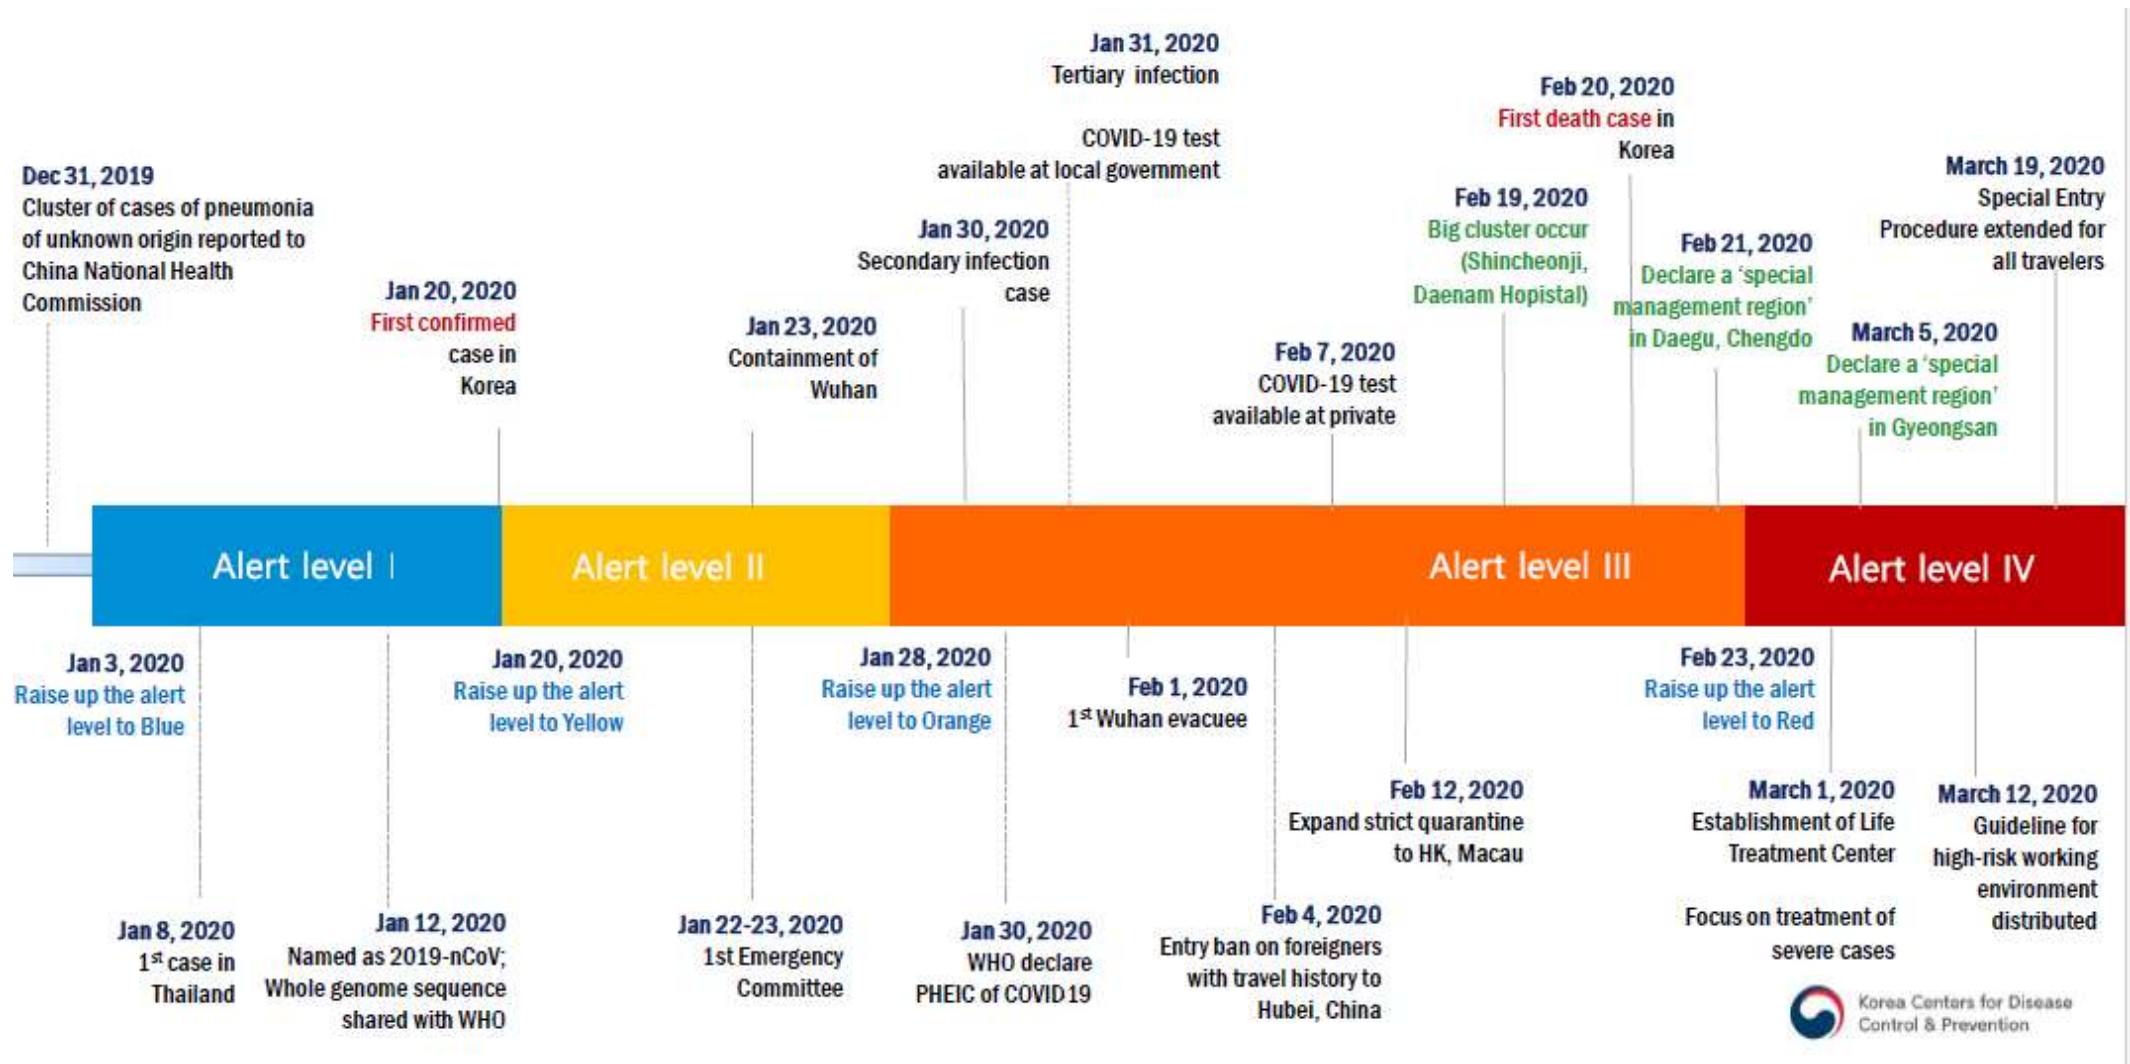 Jan 31, 2020
Tertiary infection
COVID-19 test
available at local government
Feb 20, 2020
First death case in
Korea
Dec 31, 2019
Cluster of cases of pneumonia
of unknown origin reported to
China National Health
Commission
Jan 20, 2020
First confirmed
case in
Korea
Jan 23, 2020
Containment of
Wuhan
Jan 30, 2020
Secondary infection
case
Feb 7, 2020
COVID-19 test
available at private
Feb 19, 2020
Big cluster occur
(Shincheonji,
Daenam Hopistal)
Feb 21, 2020
Declare a ‘special
management region’
in Daegu, Chengdo
March 5, 2020
Declare a ‘special
management region’
in Gyeongsan
March 19, 2020
Special Entry
Procedure extended for
all travelers
Alert level I
Alert level II
Alert level III
Alert level IV
Jan 3, 2020
Raise up the alert
level to Blue
Jan 20, 2020
Raise up the alert
level to Yellow
Jan 28, 2020
Raise up the alert
level to Orange
Feb 1, 2020
1st Wuhan evacuee
Feb 23, 2020
Raise up the alert
level to Red
Jan 8, 2020
1st case in
Thailand
Jan 12, 2020
Named as 2019-nCoV;
Whole genome sequence
shared with WHO
Jan 22-23, 2020
1st Emergency
Committee
Jan 30, 2020
WHO declare
PHEIC of COVID19
Feb 4, 2020
Entry ban on foreigners
with travel history to
Hubei, China
Feb 12, 2020
Expand strict quarantine
to HK, Macau
March 1, 2020
Establishment of Life
Treatment Center
Focus on treatment of
severe cases
March 12, 2020
Guideline for
high-risk working
environment
distributed
Korea Centers for Disease
Control & Prevention